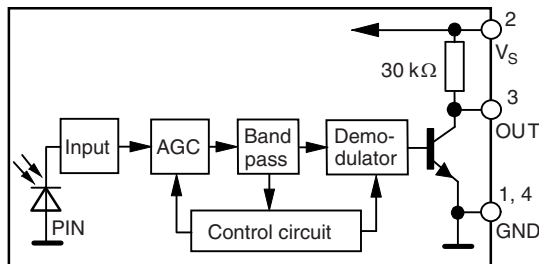 2
V_S
30 kΩ
3
OUT
Input
AGC
Band
pass
Demo-
dulator
1, 4
GND
PIN
Control circuit